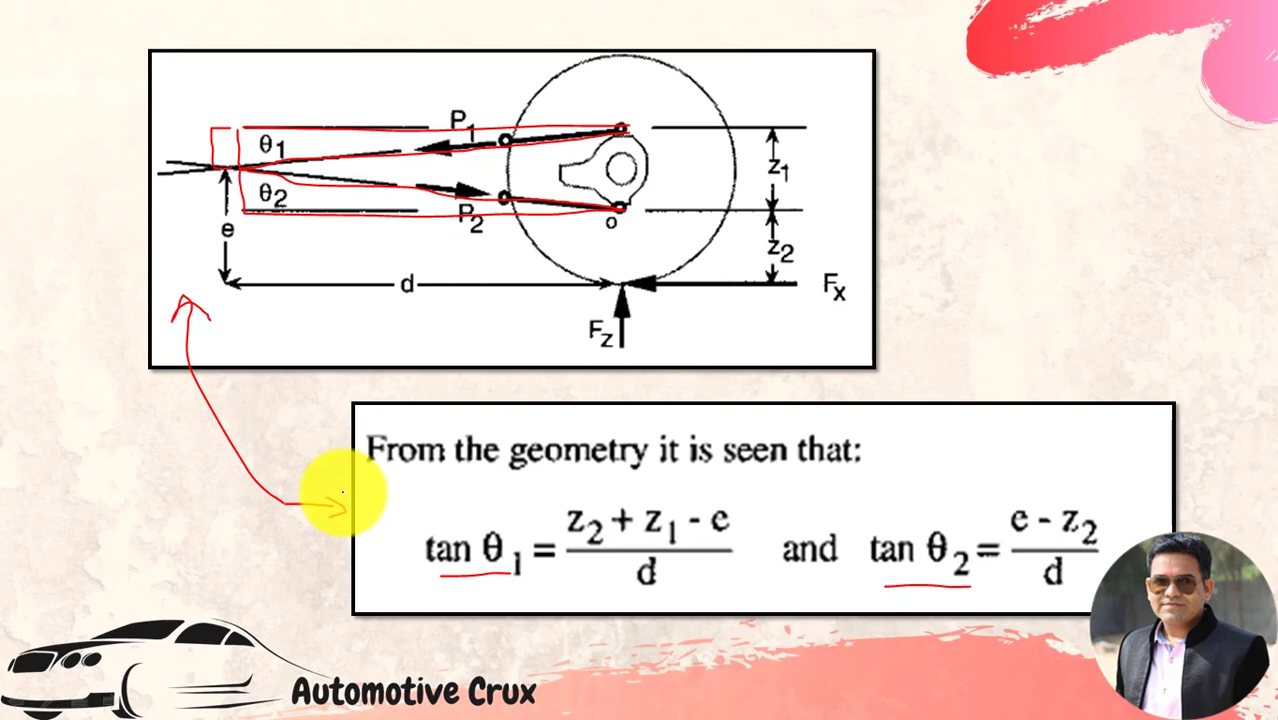 P₁
θ₁
z₁
θ₂
P₂
o
e
z₂
d
Fₓ
F_z
From the geometry it is seen that:
tan θ₁ = (z₂ + z₁ - e) / d and tan θ₂ = (e - z₂) / d
Automotive Crux